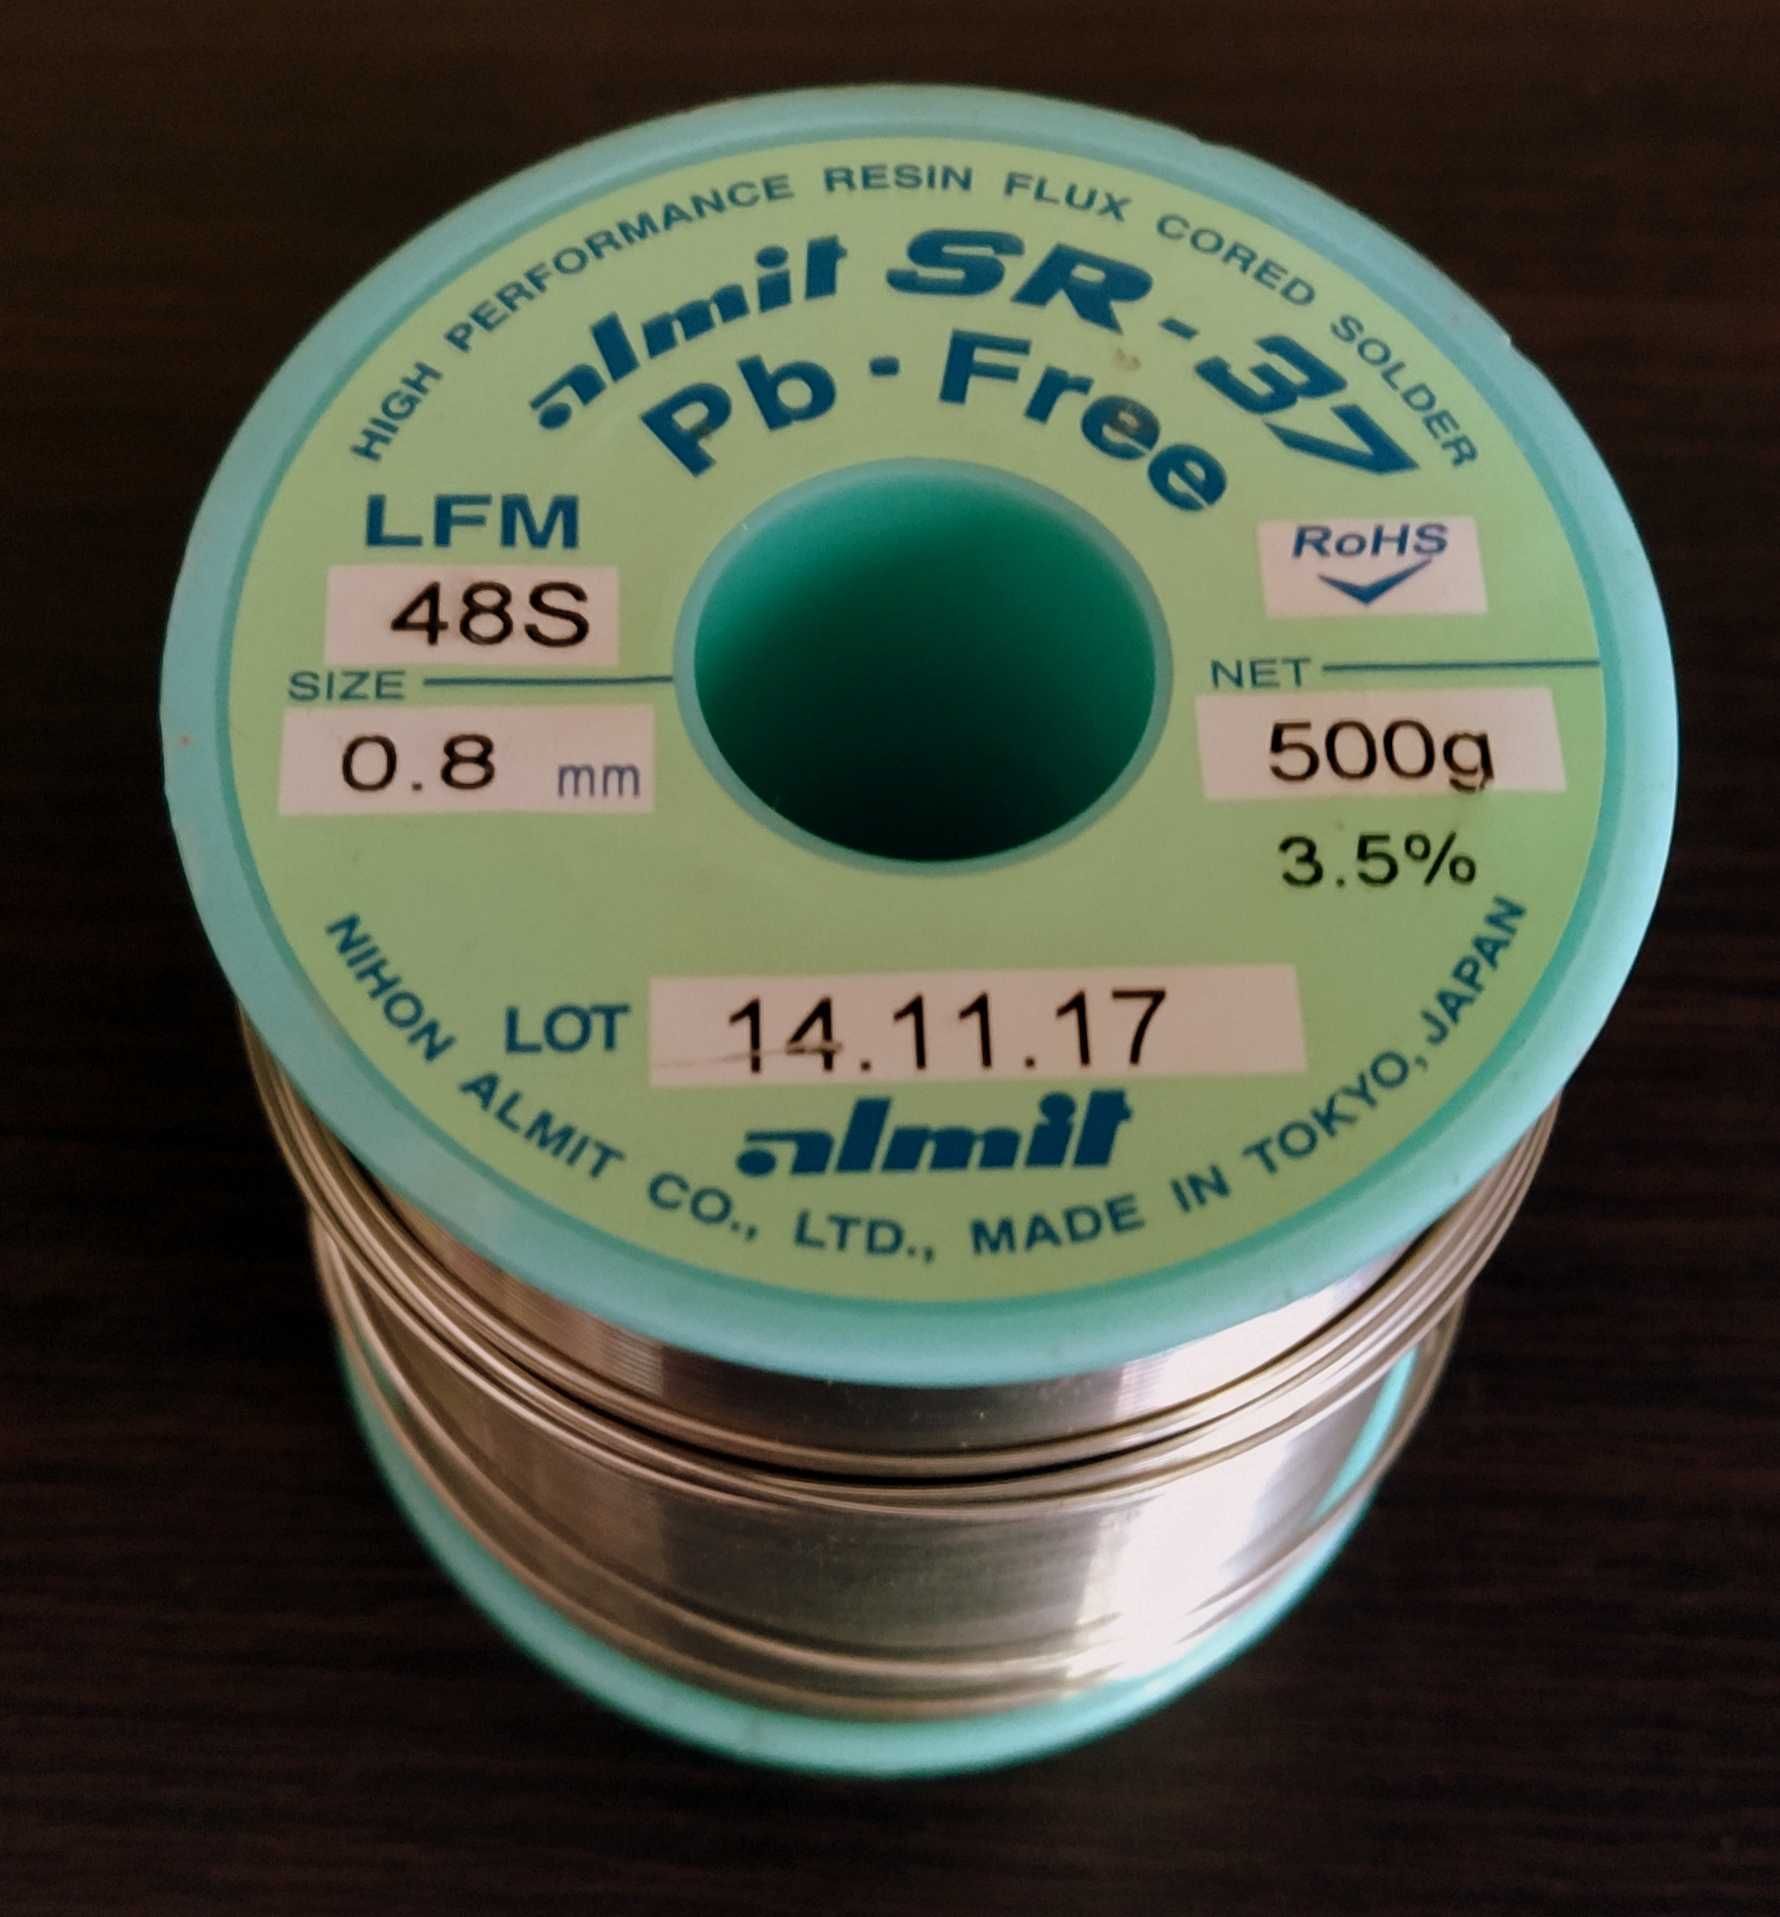 HIGH PERFORMANCE RESIN FLUX CORED SOLDER
almit SR-37
Pb-Free
LFM
48S
RoHS
SIZE
0.8 mm
NET
500g
3.5%
LOT 14.11.17
almit
NIHON ALMIT CO., LTD., MADE IN TOKYO, JAPAN